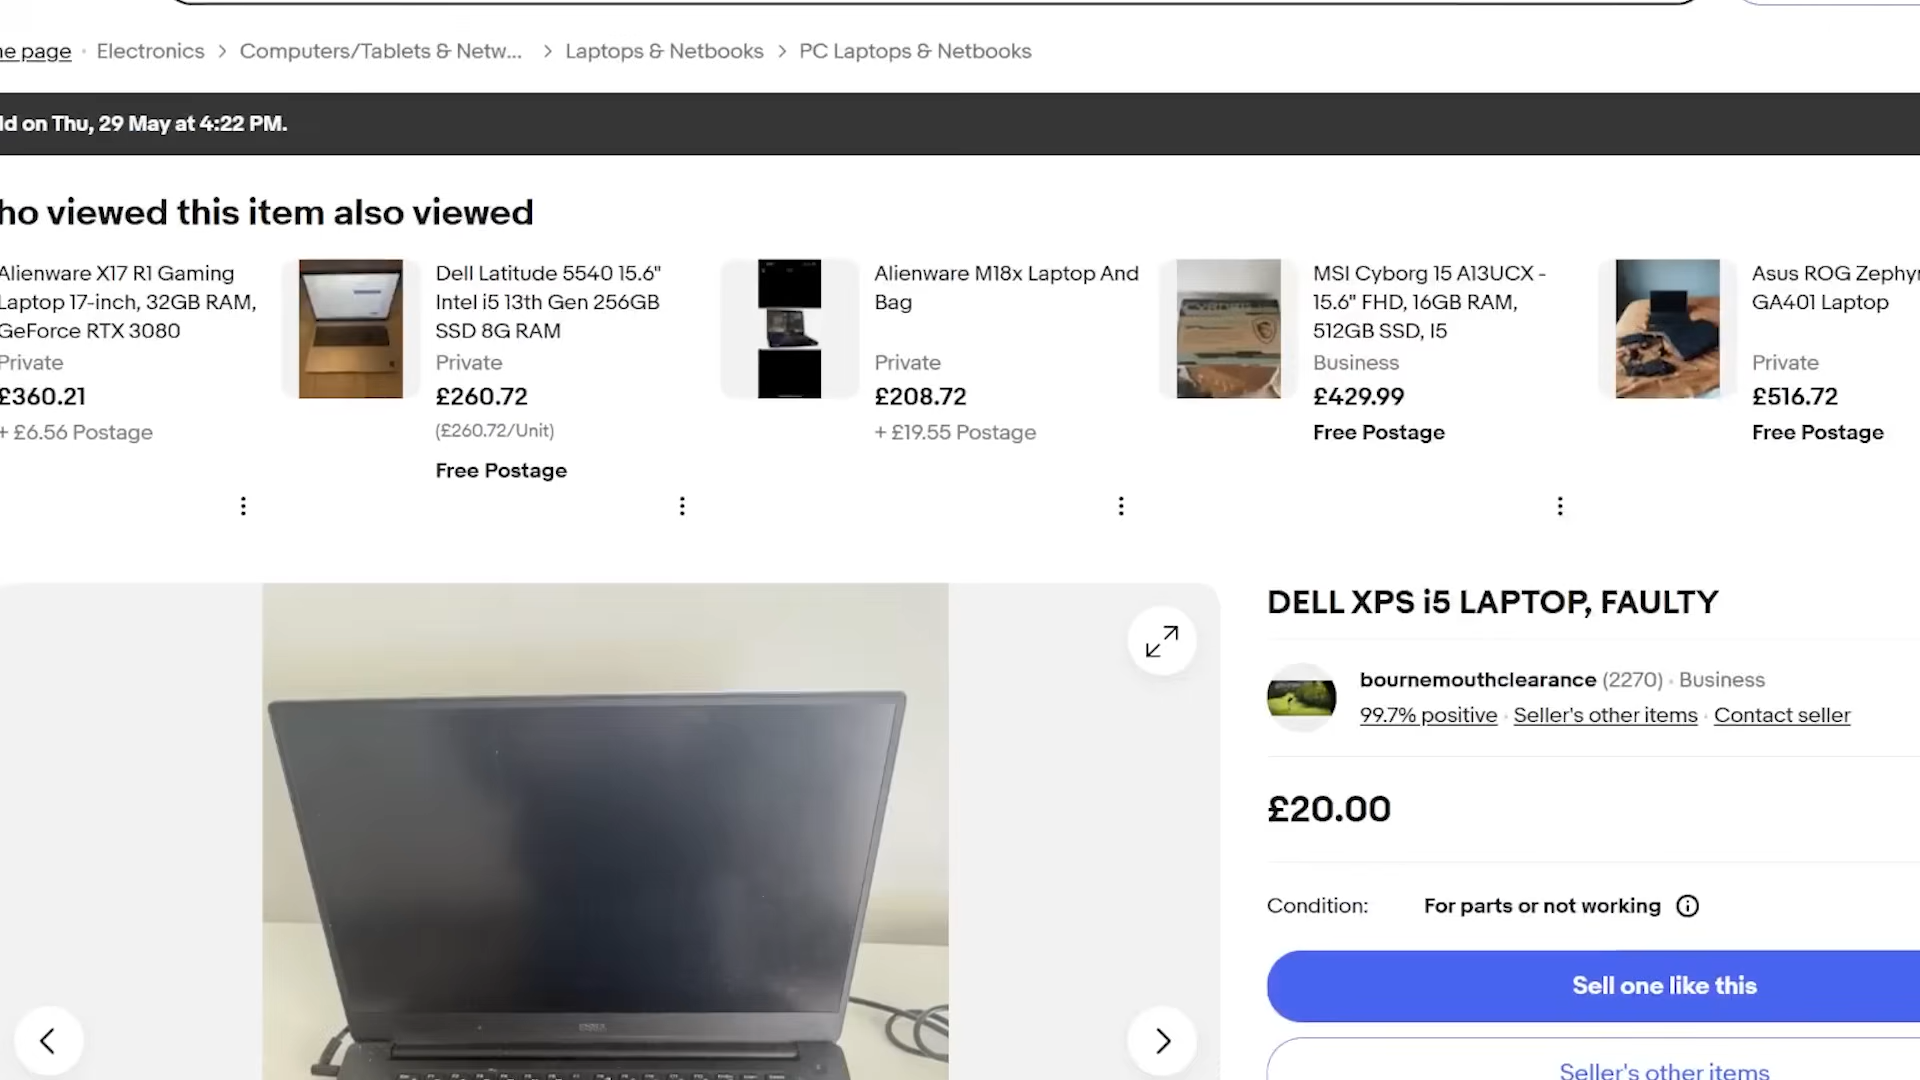 ne page
Electronics
Computers/Tablets & Netw...
Laptops & Netbooks
PC Laptops & Netbooks
ld on Thu, 29 May at 4:22 PM.
ho viewed this item also viewed
Alienware X17 R1 Gaming
Laptop 17-inch, 32GB RAM,
GeForce RTX 3080
Private
£360.21
+ £6.56 Postage
Dell Latitude 5540 15.6"
Intel i5 13th Gen 256GB
SSD 8G RAM
Private
£260.72
(£260.72/Unit)
Free Postage
Alienware M18x Laptop And
Bag
Private
£208.72
+ £19.55 Postage
MSI Cyborg 15 A13UCX -
15.6" FHD, 16GB RAM,
512GB SSD, I5
Business
£429.99
Free Postage
Asus ROG Zephyr
GA401 Laptop
Private
£516.72
Free Postage
DELL XPS i5 LAPTOP, FAULTY
bournemouthclearance (2270) · Business
99.7% positive · Seller's other items · Contact seller
£20.00
Condition: For parts or not working
Sell one like this
Seller's other items